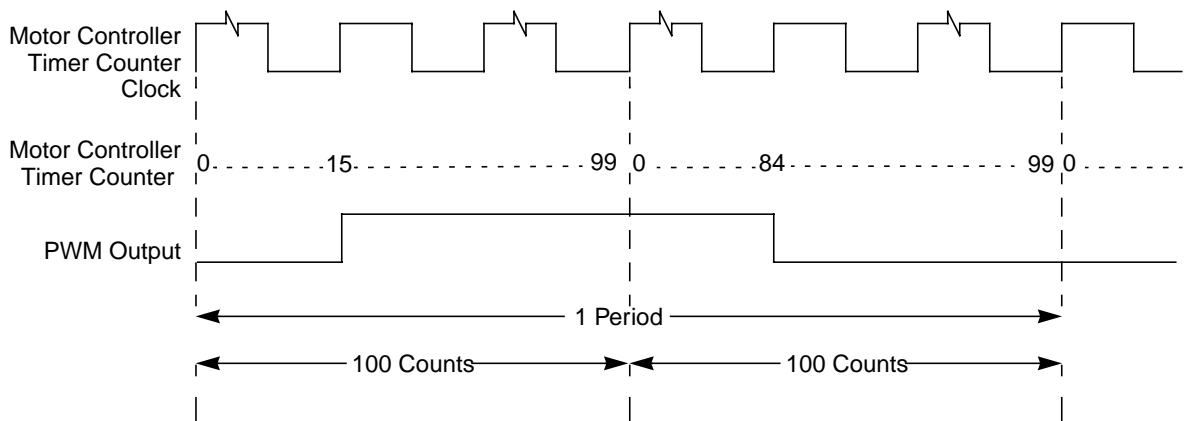 Motor Controller
Timer Counter
Clock
Motor Controller
Timer Counter
0 15 99 0 84 99 0
PWM Output
1 Period
100 Counts 100 Counts